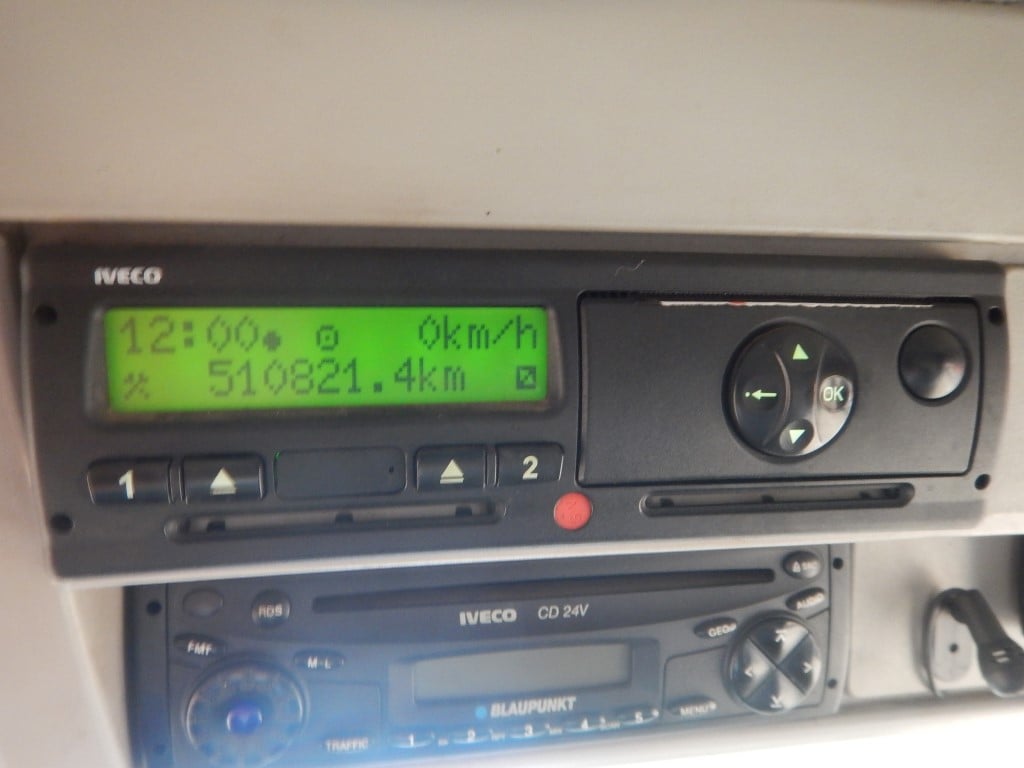 IVECO
12:00 0km/h
510821.4km
1
2
OK
RDS
IVECO CD 24V
AUDIO
GEO
FMT
M-L
BLAUPUNKT
MENU
TRAFFIC
1 2 3 4 5